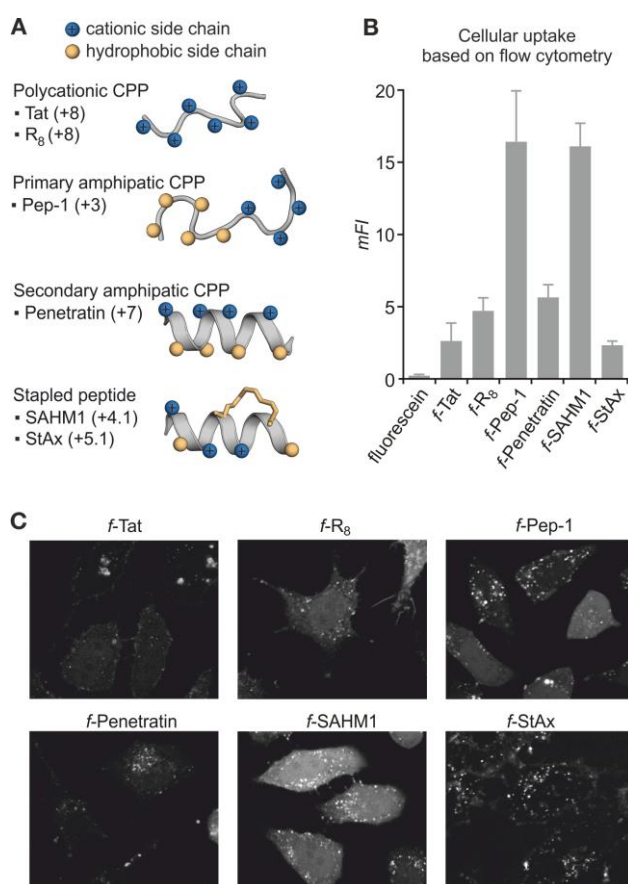 A
cationic side chain
hydrophobic side chain
Polycationic CPP
▪ Tat (+8)
▪ R₈ (+8)
Primary amphipatic CPP
▪ Pep-1 (+3)
Secondary amphipatic CPP
▪ Penetratin (+7)
Stapled peptide
▪ SAHM1 (+4.1)
▪ StAx (+5.1)
B
Cellular uptake
based on flow cytometry
mFI
20
15
10
5
0
fluorescein
f-Tat
f-R₈
f-Pep-1
f-Penetratin
f-SAHM1
f-StAx
C
f-Tat
f-R₈
f-Pep-1
f-Penetratin
f-SAHM1
f-StAx